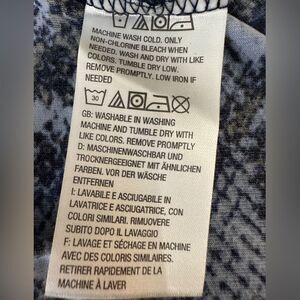 MACHINE WASH COLD. ONLY
NON-CHLORINE BLEACH WHEN
NEEDED. WASH AND DRY WITH LIKE
COLORS. TUMBLE DRY LOW.
REMOVE PROMPTLY. LOW IRON IF
NEEDED
30
GB: WASHABLE IN WASHING
MACHINE AND TUMBLE DRY WITH
LIKE COLORS. REMOVE PROMPTLY
D: MASCHINENWASCHBAR UND
TROCKNERGEEIGNET MIT ÄHNLICHEN
FARBEN. VOR DER WÄSCHE
ENTFERNEN
I: LAVABILE E ASCIUGABILE IN
LAVATRICE E ASCIUGATRICE, CON
COLORI SIMILARI. RIMUOVERE
SUBITO DOPO IL LAVAGGIO
F: LAVAGE ET SÉCHAGE EN MACHINE
AVEC DES COLORIS SIMILAIRES.
RETIRER RAPIDEMENT DE LA
MACHINE À LAVER